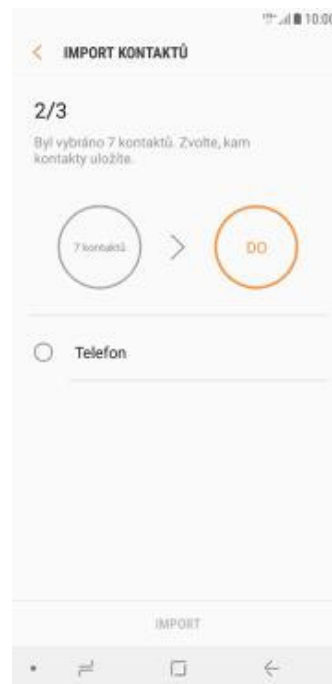 10:00
IMPORT KONTAKTŮ
2/3
Byl vybráno 7 kontaktů. Zvolte, kam
kontakty uložíte.
7 kontaktů
DO
Telefon
IMPORT